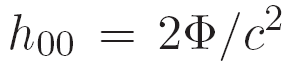 h₀₀ = 2Φ/c²